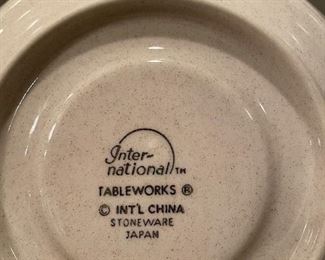 Inter-
national TM
TABLEWORKS ®
© INT'L CHINA
STONEWARE
JAPAN